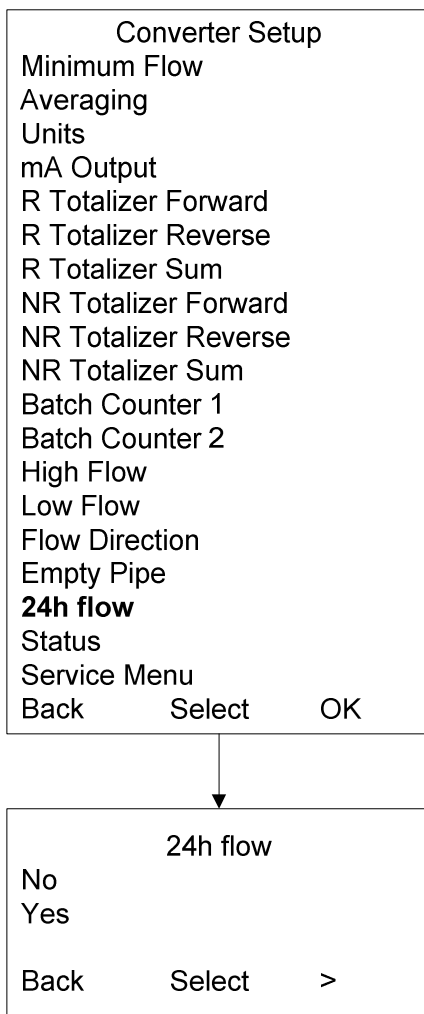 Converter Setup
Minimum Flow
Averaging
Units
mA Output
R Totalizer Forward
R Totalizer Reverse
R Totalizer Sum
NR Totalizer Forward
NR Totalizer Reverse
NR Totalizer Sum
Batch Counter 1
Batch Counter 2
High Flow
Low Flow
Flow Direction
Empty Pipe
24h flow
Status
Service Menu
Back Select OK
24h flow
No
Yes
Back Select >